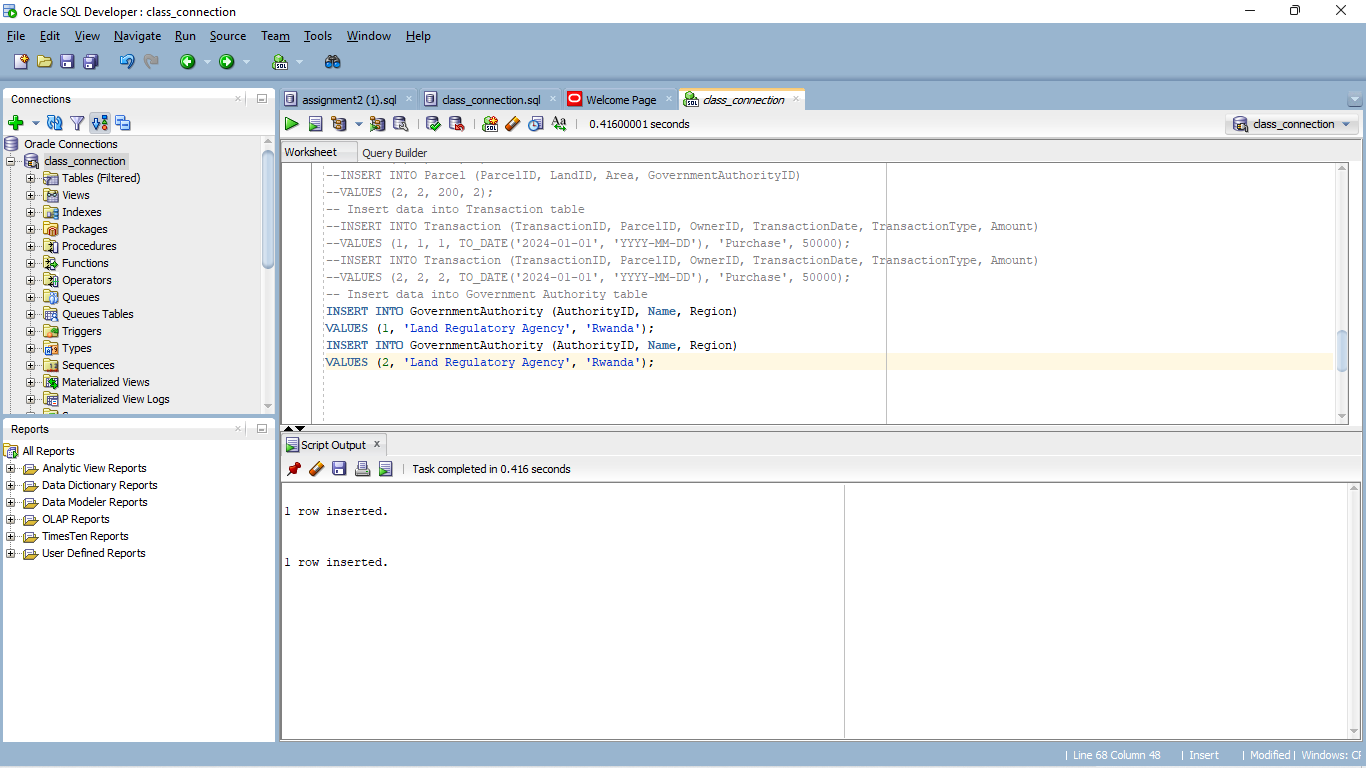 Oracle SQL Developer : class_connection
File Edit View Navigate Run Source Team Tools Window Help
Connections
Oracle Connections
class_connection
Tables (Filtered)
Views
Indexes
Packages
Procedures
Functions
Operators
Queues
Queues Tables
Triggers
Types
Sequences
Materialized Views
Materialized View Logs
Reports
All Reports
Analytic View Reports
Data Dictionary Reports
Data Modeler Reports
OLAP Reports
TimesTen Reports
User Defined Reports
assignment2 (1).sql class_connection.sql Welcome Page class_connection
0.41600001 seconds
class_connection
Worksheet Query Builder
--INSERT INTO Parcel (ParcelID, LandID, Area, GovernmentAuthorityID)
--VALUES (2, 2, 200, 2);
-- Insert data into Transaction table
--INSERT INTO Transaction (TransactionID, ParcelID, OwnerID, TransactionDate, TransactionType, Amount)
--VALUES (1, 1, 1, TO_DATE('2024-01-01', 'YYYY-MM-DD'), 'Purchase', 50000);
--INSERT INTO Transaction (TransactionID, ParcelID, OwnerID, TransactionDate, TransactionType, Amount)
--VALUES (2, 2, 2, TO_DATE('2024-01-01', 'YYYY-MM-DD'), 'Purchase', 50000);
-- Insert data into Government Authority table
INSERT INTO GovernmentAuthority (AuthorityID, Name, Region)
VALUES (1, 'Land Regulatory Agency', 'Rwanda');
INSERT INTO GovernmentAuthority (AuthorityID, Name, Region)
VALUES (2, 'Land Regulatory Agency', 'Rwanda');
Script Output
Task completed in 0.416 seconds
1 row inserted.
1 row inserted.
Line 68 Column 48 Insert Modified Windows: